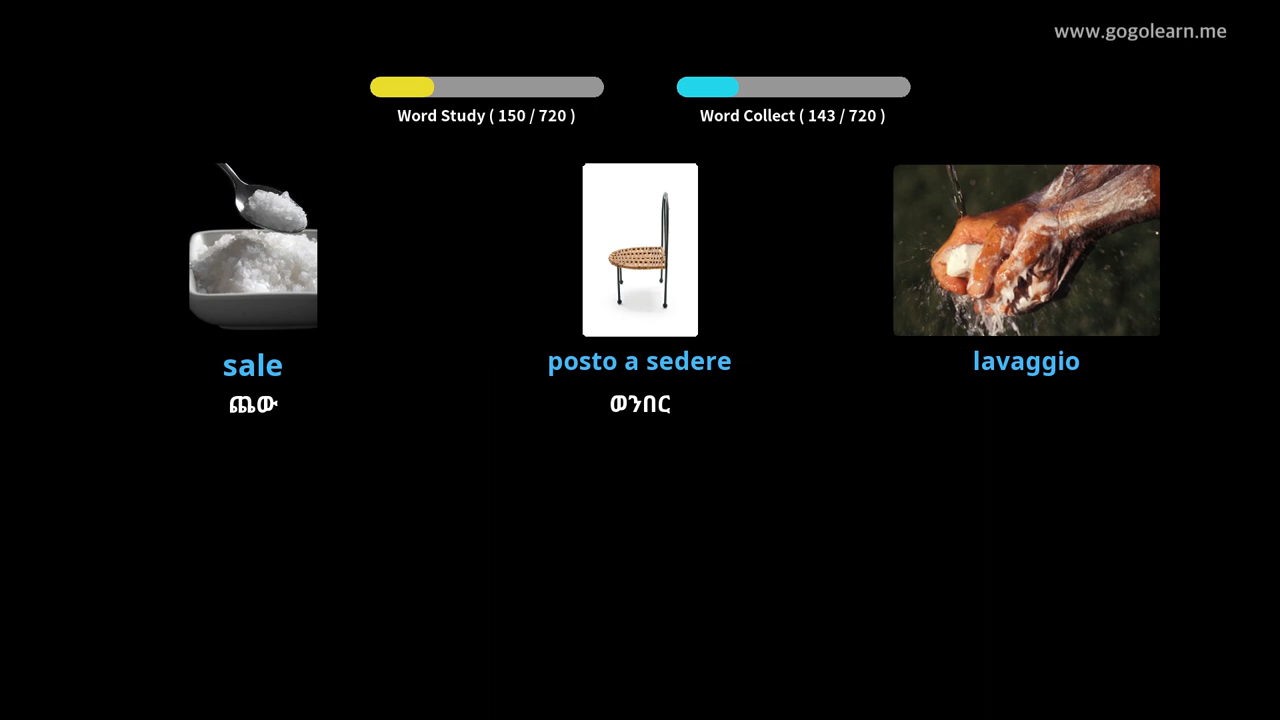 www.gogolearn.me
Word Study ( 150 / 720 )
Word Collect ( 143 / 720 )
sale
posto a sedere
lavaggio
ጨው
ወንበር